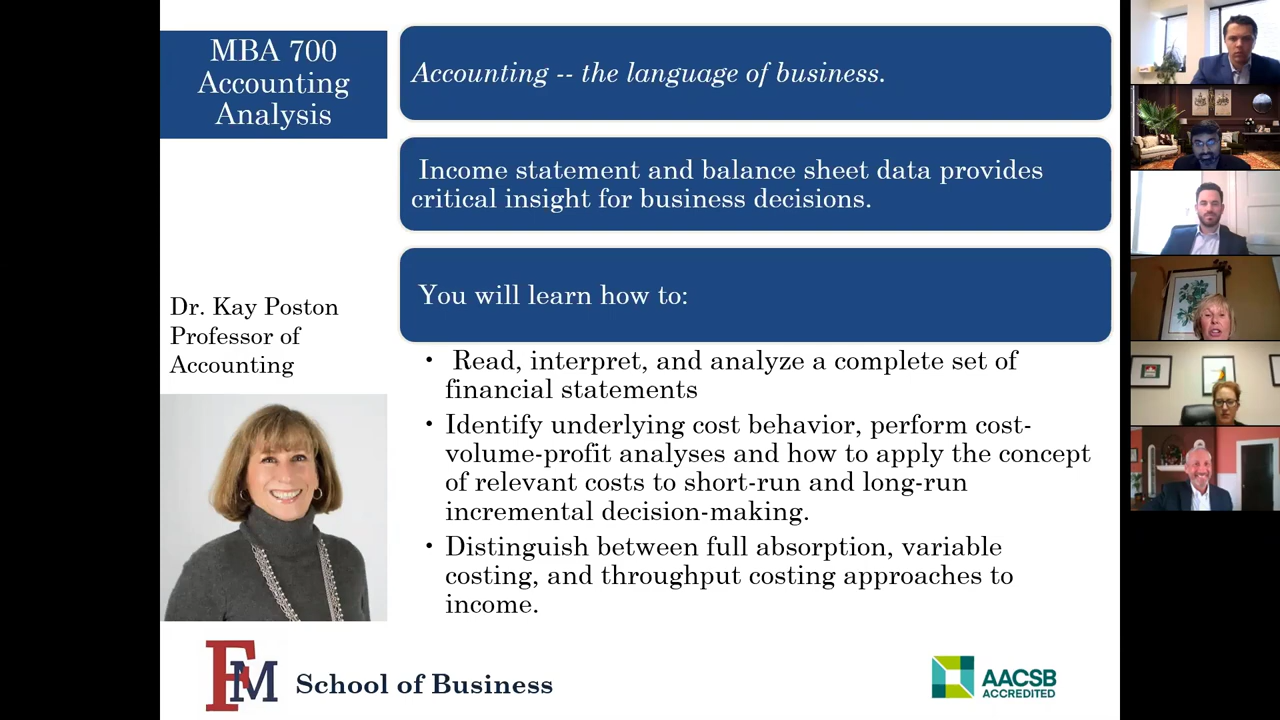 MBA 700
Accounting
Analysis
Accounting -- the language of business.
Income statement and balance sheet data provides
critical insight for business decisions.
You will learn how to:
Dr. Kay Poston
Professor of
Accounting
• Read, interpret, and analyze a complete set of
financial statements
• Identify underlying cost behavior, perform cost-
volume-profit analyses and how to apply the concept
of relevant costs to short-run and long-run
incremental decision-making.
• Distinguish between full absorption, variable
costing, and throughput costing approaches to
income.
FM
School of Business
AACSB
ACCREDITED